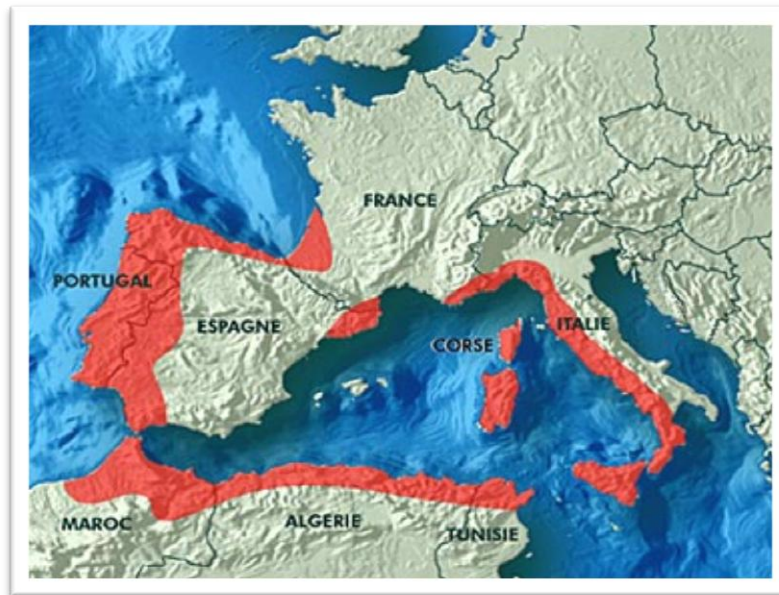 FRANCE
PORTUGAL
ESPAGNE
ITALIE
CORSE
MAROC
ALGERIE
TUNISIE